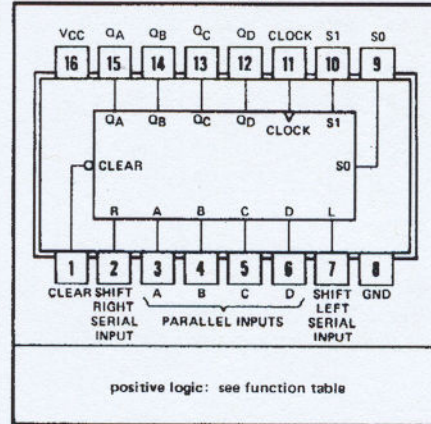 VCC QA QB QC QD CLOCK S1 S0
16 15 14 13 12 11 10 9
QA QB QC QD CLOCK S1
CLEAR S0
R A B C D L
1 2 3 4 5 6 7 8
CLEAR SHIFT RIGHT SERIAL INPUT A B C D SHIFT LEFT SERIAL INPUT GND
PARALLEL INPUTS
positive logic: see function table